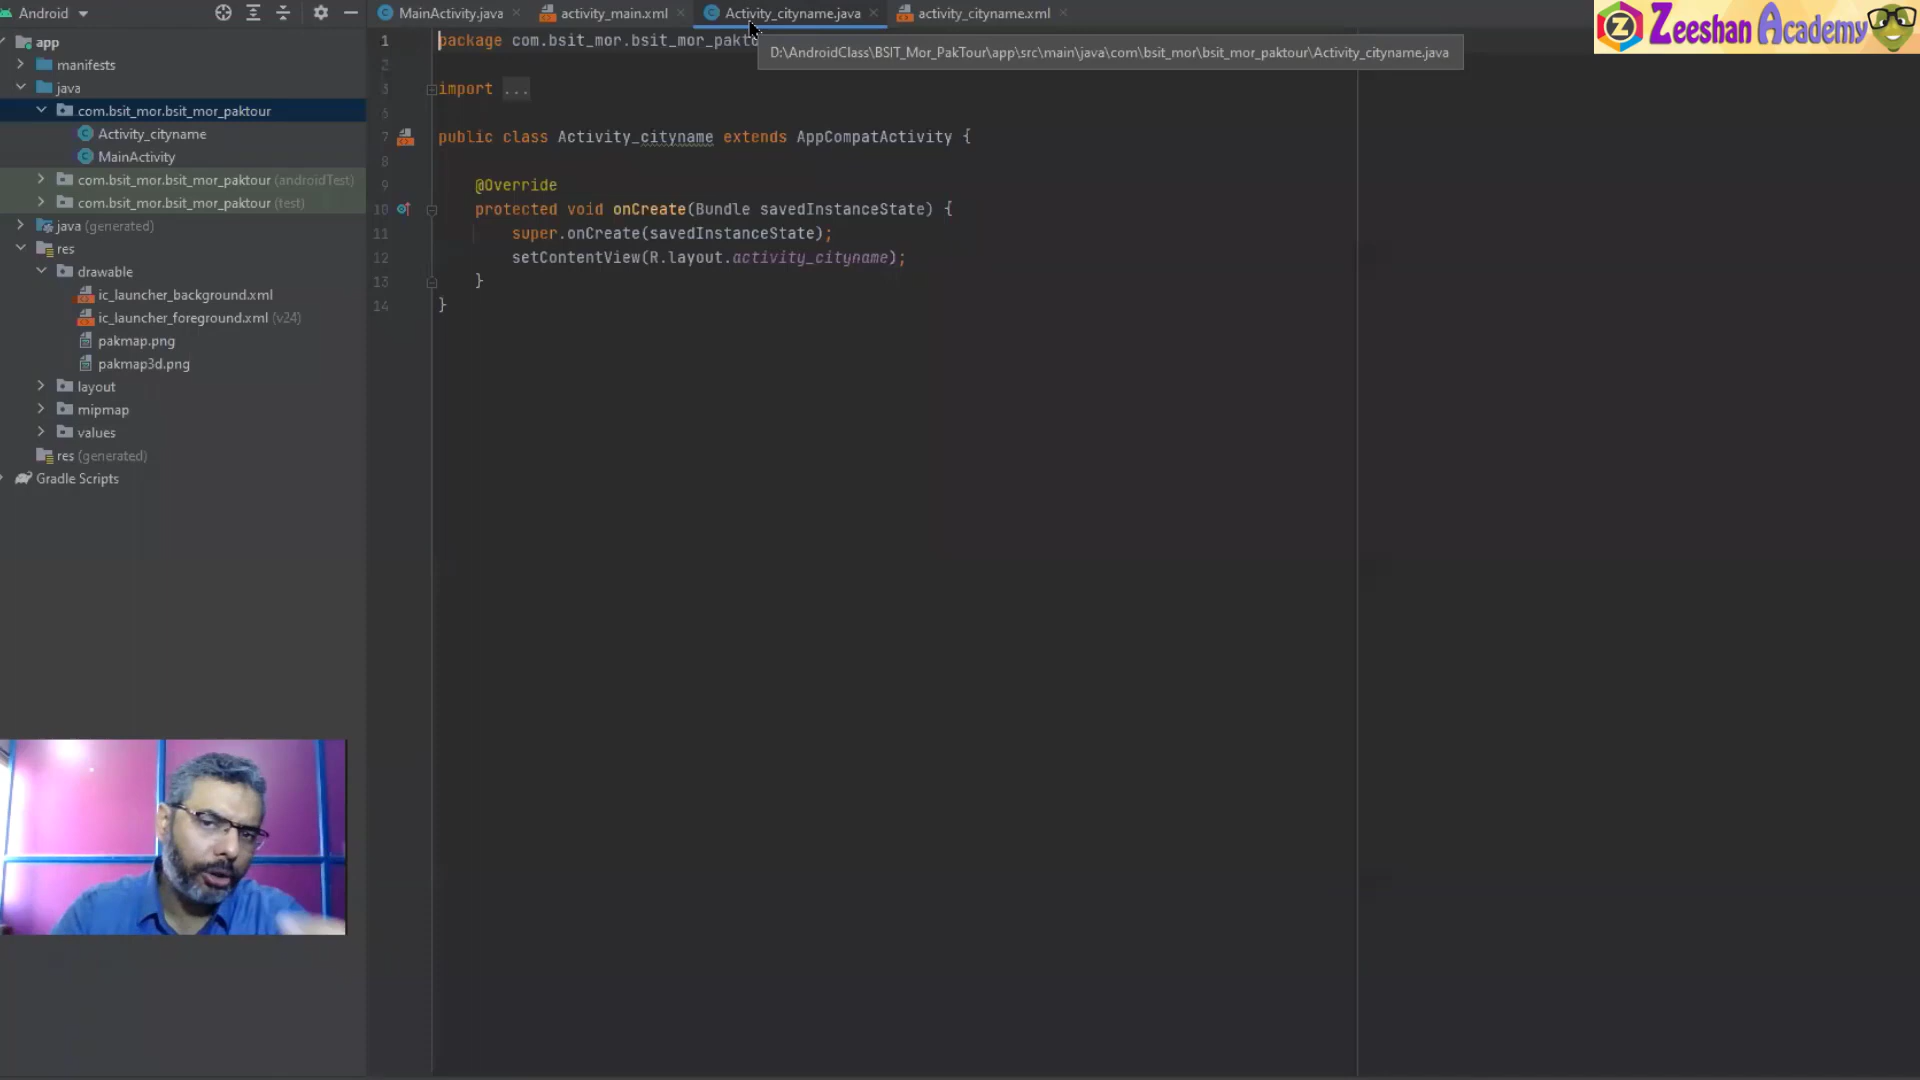 Android
MainActivity.java
activity_main.xml
Activity_cityname.java
activity_cityname.xml
Zeeshan Academy
D:\AndroidClass\BSIT_Mor_PakTour\app\src\main\java\com\bsit_mor\bsit_mor_paktour\Activity_cityname.java
app
manifests
java
com.bsit_mor.bsit_mor_paktour
Activity_cityname
MainActivity
com.bsit_mor.bsit_mor_paktour (androidTest)
com.bsit_mor.bsit_mor_paktour (test)
java (generated)
res
drawable
ic_launcher_background.xml
ic_launcher_foreground.xml (v24)
pakmap.png
pakmap3d.png
layout
mipmap
values
res (generated)
Gradle Scripts
1 package com.bsit_mor.bsit_mor_pakto
2
3 import ...
6
7 public class Activity_cityname extends AppCompatActivity {
8
9 @Override
10 protected void onCreate(Bundle savedInstanceState) {
11 super.onCreate(savedInstanceState);
12 setContentView(R.layout.activity_cityname);
13 }
14 }